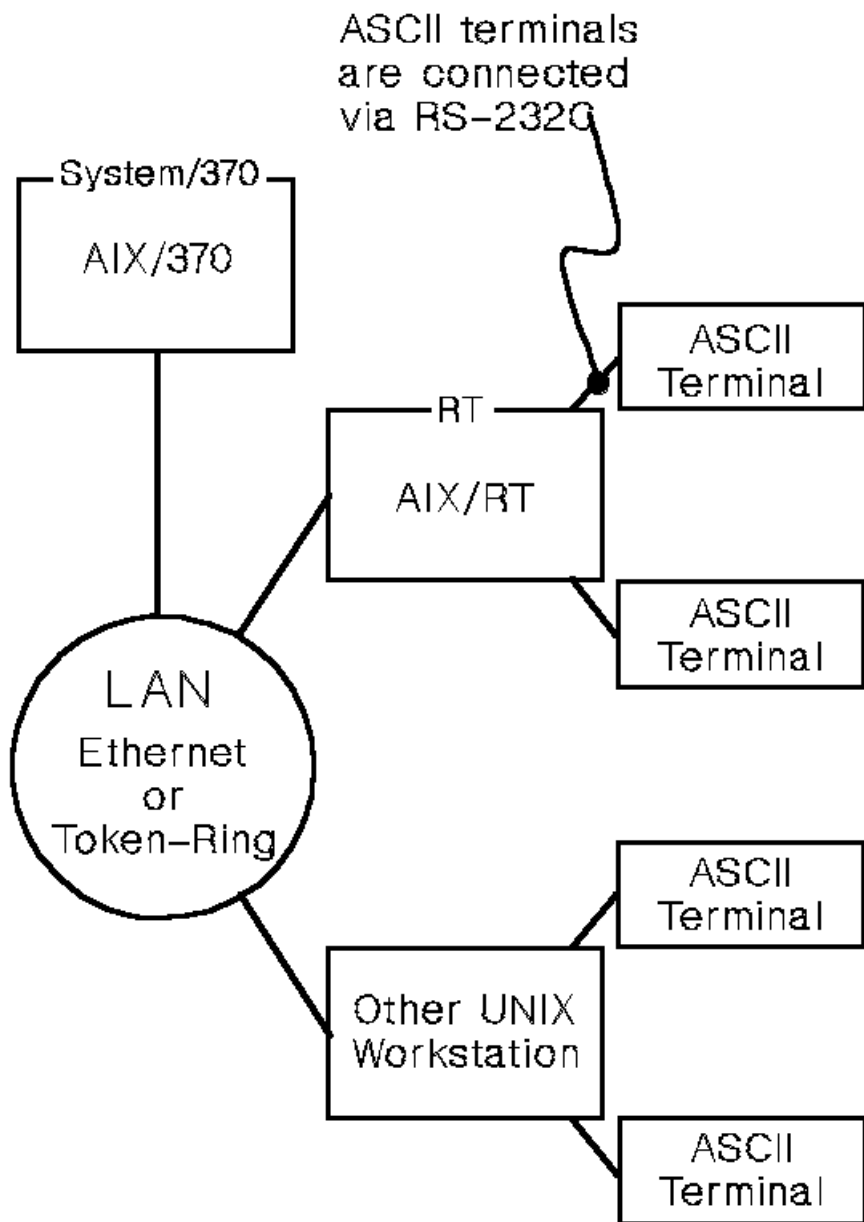 ASCII terminals
are connected
via RS-232C
System/370
AIX/370
ASCII
Terminal
RT
AIX/RT
ASCII
Terminal
LAN
Ethernet
or
Token-Ring
ASCII
Terminal
Other UNIX
Workstation
ASCII
Terminal